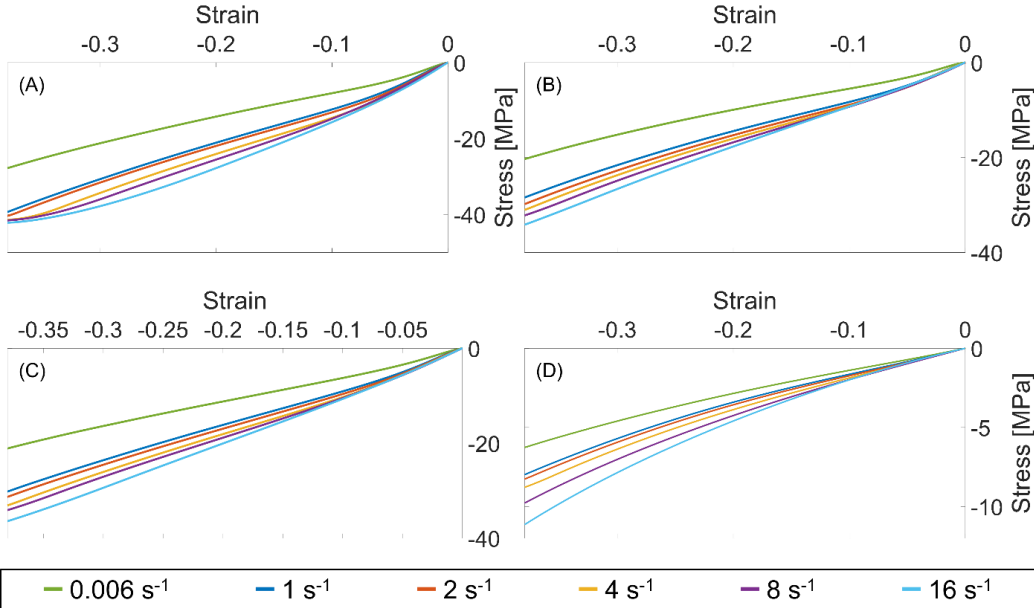 Strain Strain
-0.3 -0.2 -0.1 0 -0.3 -0.2 -0.1 0
(A) 0 (B) 0
-20 -20
-40 -40
Stress [MPa] Stress [MPa]
Strain Strain
-0.35 -0.3 -0.25 -0.2 -0.15 -0.1 -0.05 -0.3 -0.2 -0.1 0
(C) 0 (D) 0
-20 -5
-40 -10
Stress [MPa]
0.006 s⁻¹ 1 s⁻¹ 2 s⁻¹ 4 s⁻¹ 8 s⁻¹ 16 s⁻¹